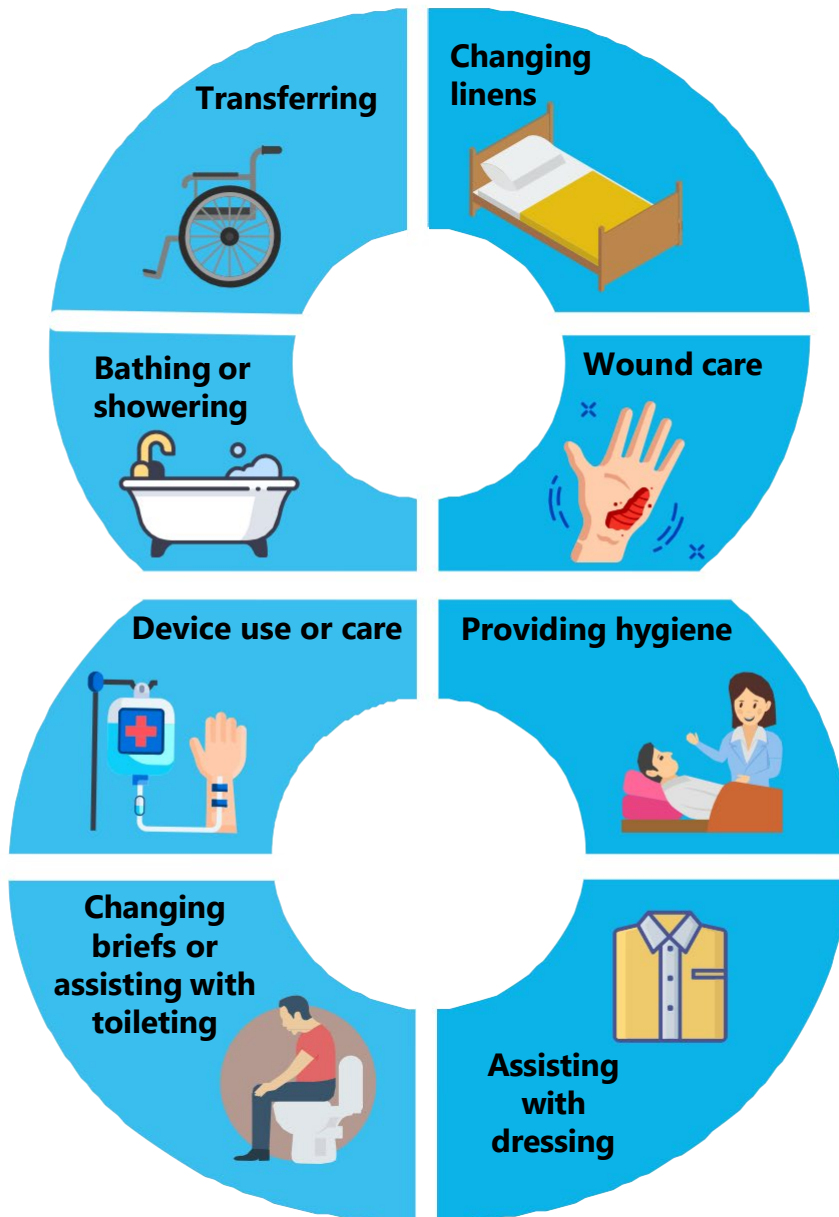 Transferring
Changing
linens
Bathing or
showering
Wound care
Device use or care
Providing hygiene
Changing
briefs or
assisting with
toileting
Assisting
with
dressing